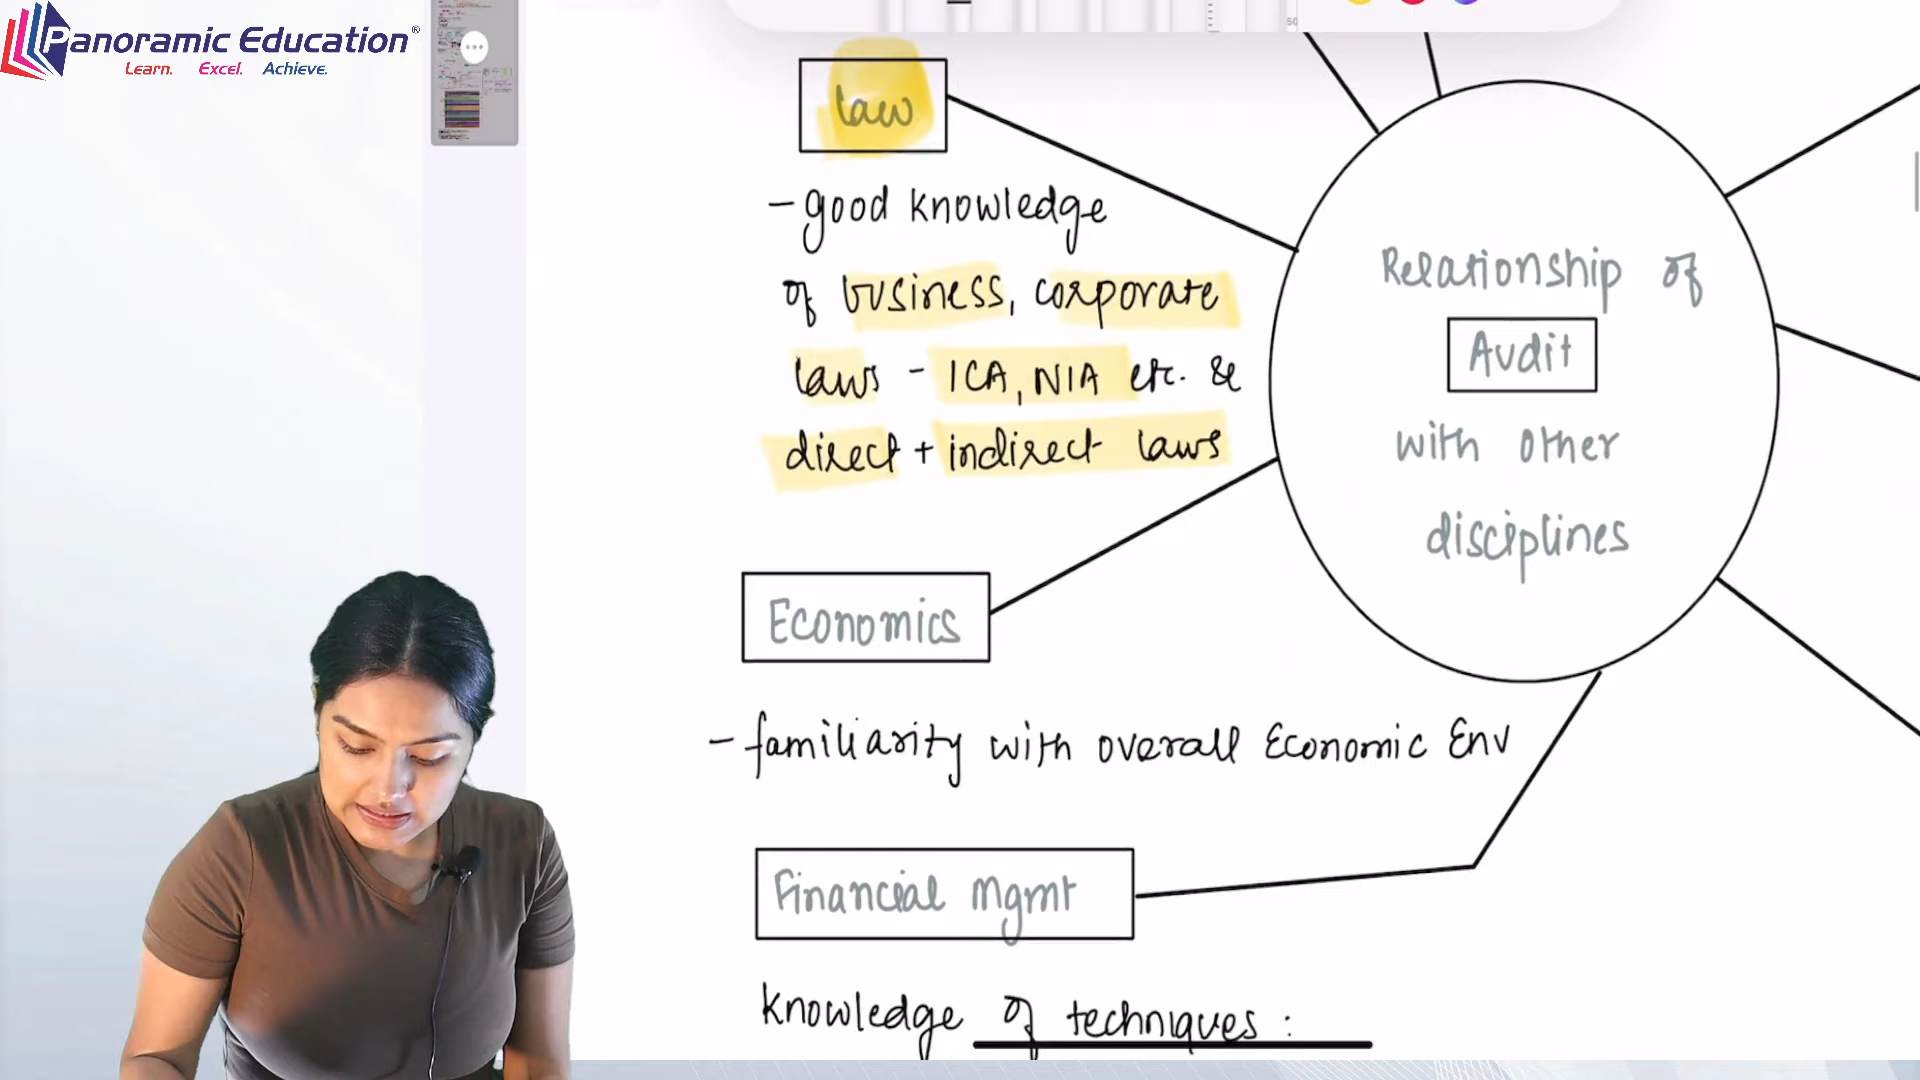 Panoramic Education®
Learn. Excel. Achieve.
50
Law
- good knowledge
of business, corporate
laws - ICA, NIA etc. &
direct + indirect laws
Relationship of
Audit
with other
disciplines
Economics
- familiarity with overall Economic Env
Financial Mgmt
knowledge of techniques :